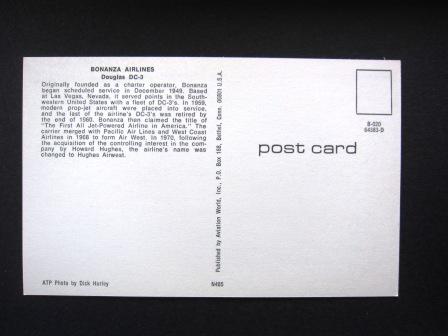 BONANZA AIRLINES
Douglas DC-3
Originally founded as a charter operator, Bonanza
began scheduled service in December 1949. Based
at Las Vegas, Nevada, it served points in the South-
western United States with a fleet of DC-3's. In 1959,
modern prop-jet aircraft were placed into service,
and the last of the airline's DC-3's was retired by
the end of 1960. Bonanza then claimed the title of
"The First All Jet-Powered Airline in America." The
carrier merged with Pacific Air Lines and West Coast
Airlines in 1968 to form Air West. In 1970, following
the acquisition of the controlling interest in the com-
pany by Howard Hughes, the airline's name was
changed to Hughes Airwest.
ATP Photo by Dick Hurley
Published by Aviation World, Inc., P.O. Box 188, Bethel, Conn. 06801 U.S.A.
N485
B-020
64383-D
post card